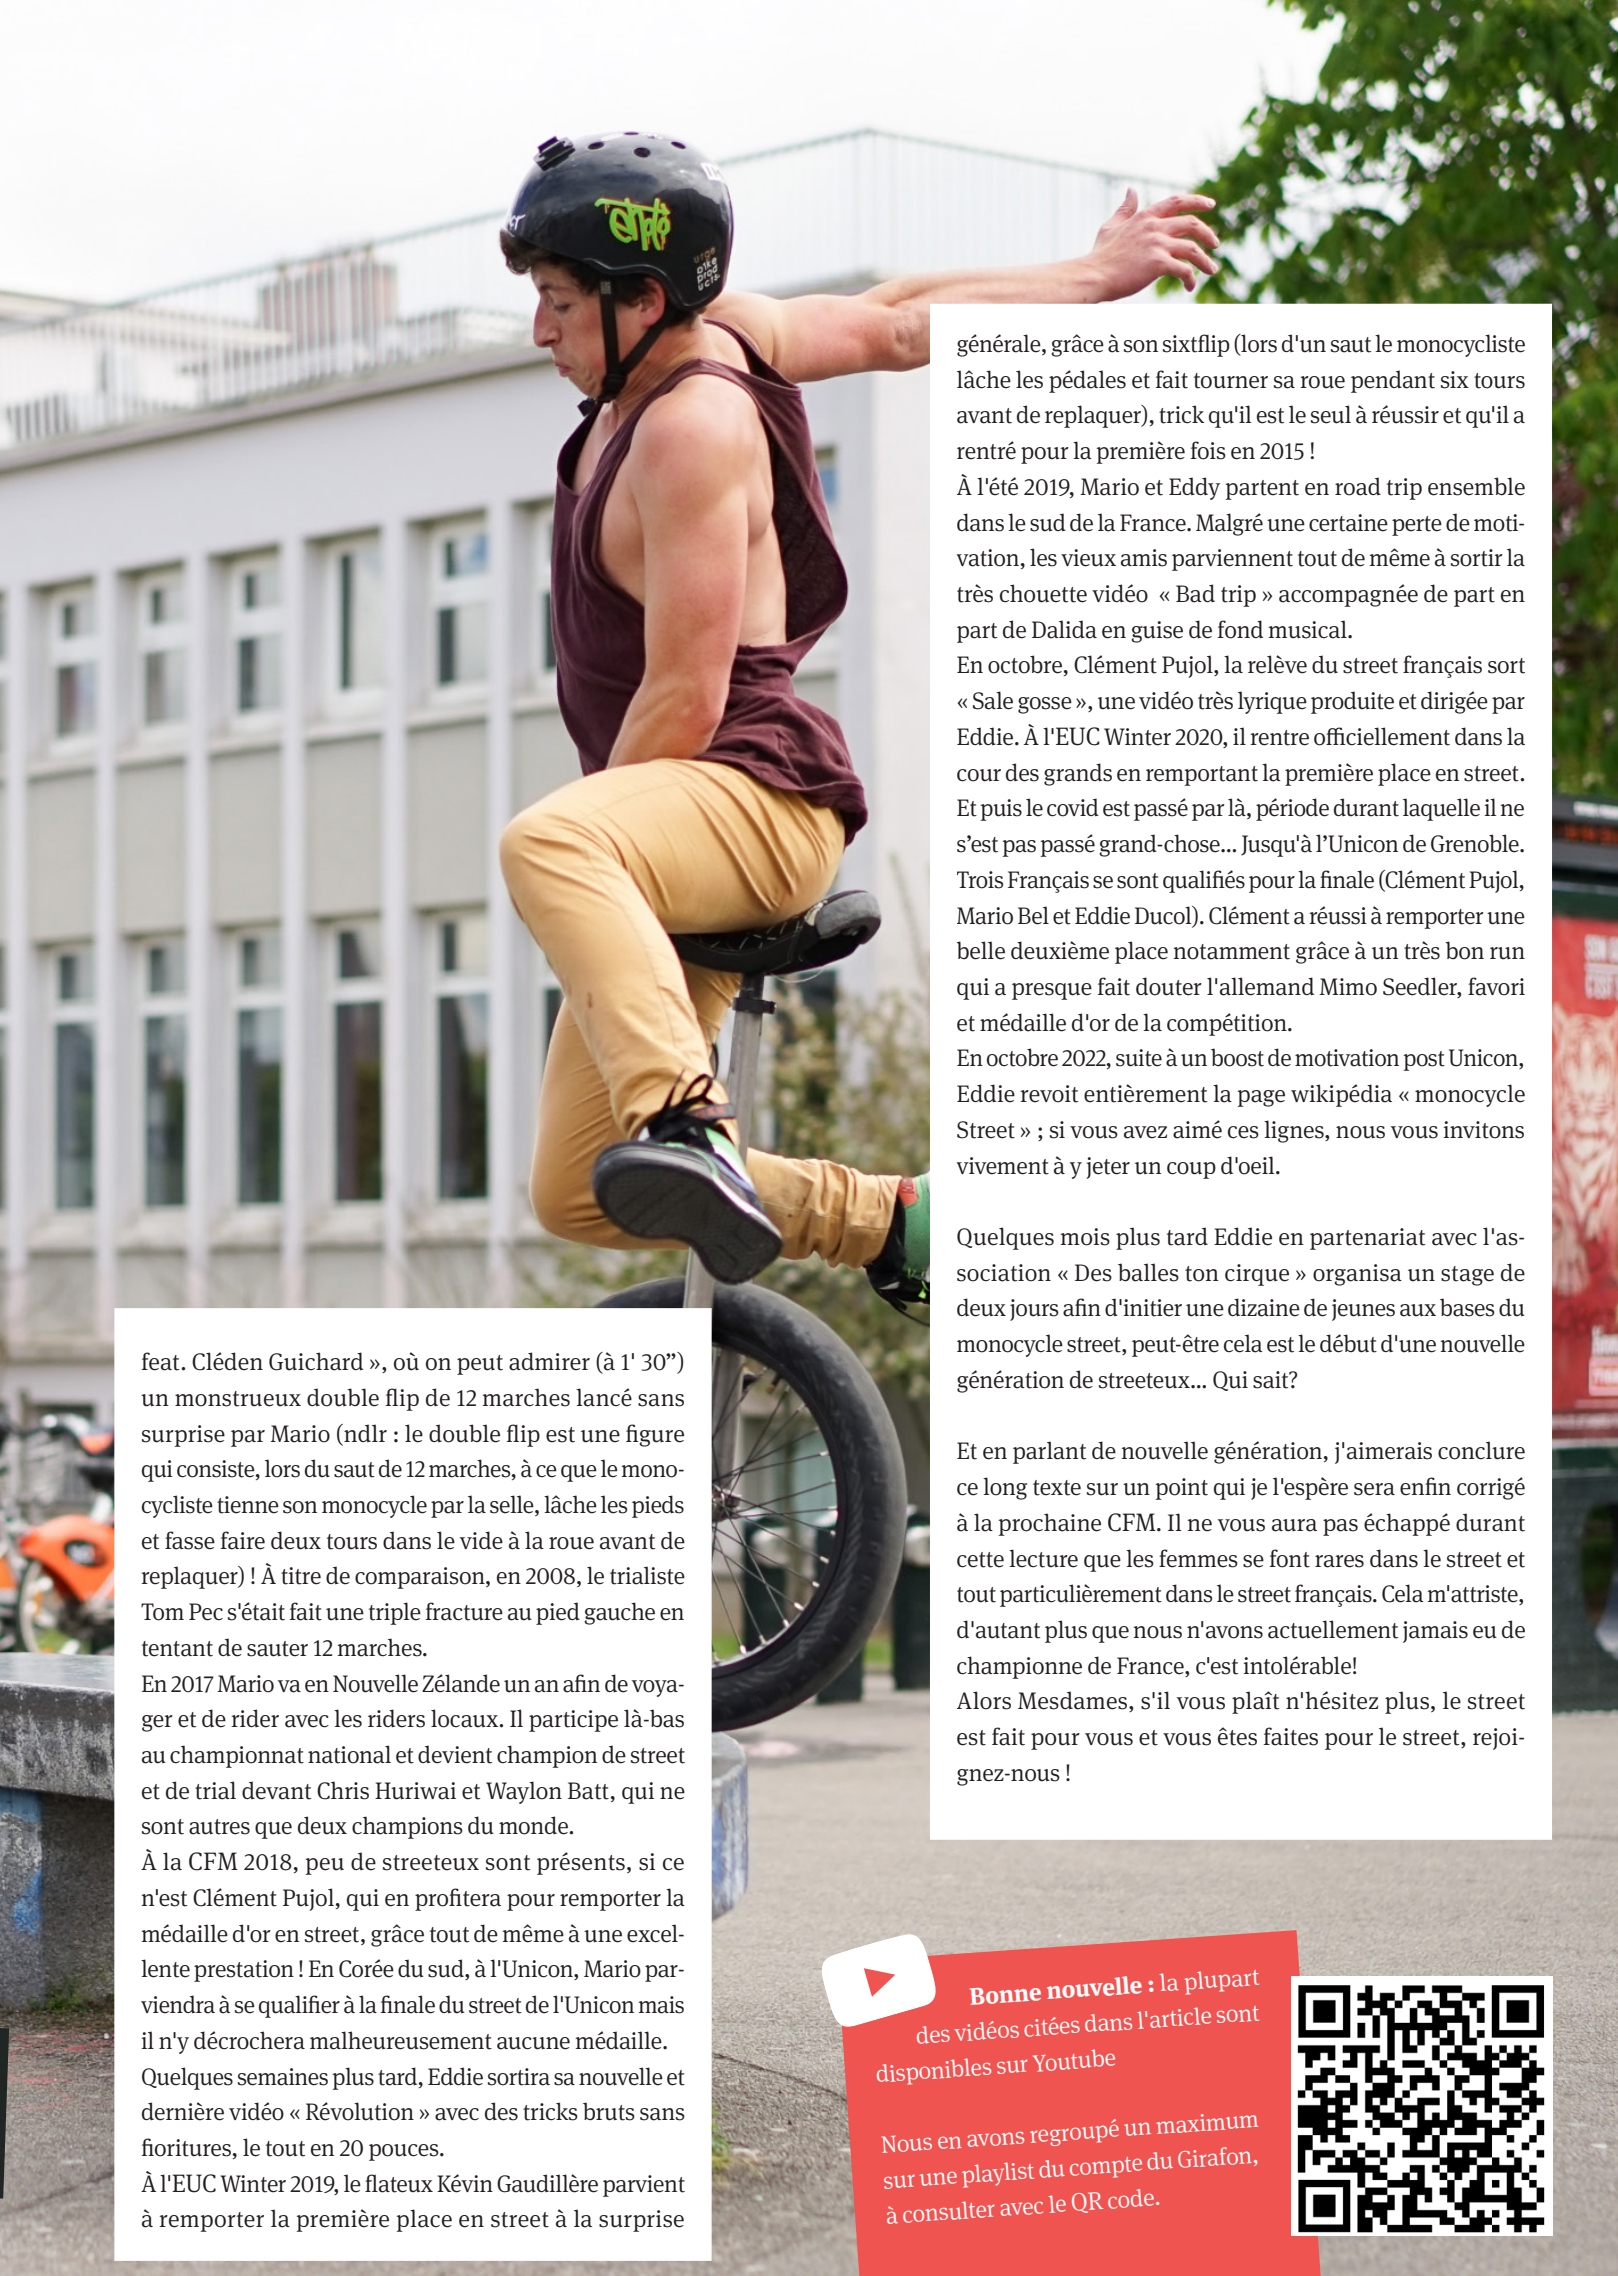 endo
urge
bike
prod
ucts.
feat. Cléden Guichard », où on peut admirer (à 1' 30”)
un monstrueux double flip de 12 marches lancé sans
surprise par Mario (ndlr : le double flip est une figure
qui consiste, lors du saut de 12 marches, à ce que le mono-
cycliste tienne son monocycle par la selle, lâche les pieds
et fasse faire deux tours dans le vide à la roue avant de
replaquer) ! À titre de comparaison, en 2008, le trialiste
Tom Pec s'était fait une triple fracture au pied gauche en
tentant de sauter 12 marches.
En 2017 Mario va en Nouvelle Zélande un an afin de voya-
ger et de rider avec les riders locaux. Il participe là-bas
au championnat national et devient champion de street
et de trial devant Chris Huriwai et Waylon Batt, qui ne
sont autres que deux champions du monde.
À la CFM 2018, peu de streeteux sont présents, si ce
n'est Clément Pujol, qui en profitera pour remporter la
médaille d'or en street, grâce tout de même à une excel-
lente prestation ! En Corée du sud, à l'Unicon, Mario par-
viendra à se qualifier à la finale du street de l'Unicon mais
il n'y décrochera malheureusement aucune médaille.
Quelques semaines plus tard, Eddie sortira sa nouvelle et
dernière vidéo « Révolution » avec des tricks bruts sans
fioritures, le tout en 20 pouces.
À l'EUC Winter 2019, le flateux Kévin Gaudillère parvient
à remporter la première place en street à la surprise
générale, grâce à son sixtflip (lors d'un saut le monocycliste
lâche les pédales et fait tourner sa roue pendant six tours
avant de replaquer), trick qu'il est le seul à réussir et qu'il a
rentré pour la première fois en 2015 !
À l'été 2019, Mario et Eddy partent en road trip ensemble
dans le sud de la France. Malgré une certaine perte de moti-
vation, les vieux amis parviennent tout de même à sortir la
très chouette vidéo « Bad trip » accompagnée de part en
part de Dalida en guise de fond musical.
En octobre, Clément Pujol, la relève du street français sort
« Sale gosse », une vidéo très lyrique produite et dirigée par
Eddie. À l'EUC Winter 2020, il rentre officiellement dans la
cour des grands en remportant la première place en street.
Et puis le covid est passé par là, période durant laquelle il ne
s’est pas passé grand-chose... Jusqu'à l’Unicon de Grenoble.
Trois Français se sont qualifiés pour la finale (Clément Pujol,
Mario Bel et Eddie Ducol). Clément a réussi à remporter une
belle deuxième place notamment grâce à un très bon run
qui a presque fait douter l'allemand Mimo Seedler, favori
et médaille d'or de la compétition.
En octobre 2022, suite à un boost de motivation post Unicon,
Eddie revoit entièrement la page wikipédia « monocycle
Street » ; si vous avez aimé ces lignes, nous vous invitons
vivement à y jeter un coup d'oeil.
Quelques mois plus tard Eddie en partenariat avec l'as-
sociation « Des balles ton cirque » organisa un stage de
deux jours afin d'initier une dizaine de jeunes aux bases du
monocycle street, peut-être cela est le début d'une nouvelle
génération de streeteux... Qui sait?
Et en parlant de nouvelle génération, j'aimerais conclure
ce long texte sur un point qui je l'espère sera enfin corrigé
à la prochaine CFM. Il ne vous aura pas échappé durant
cette lecture que les femmes se font rares dans le street et
tout particulièrement dans le street français. Cela m'attriste,
d'autant plus que nous n'avons actuellement jamais eu de
championne de France, c'est intolérable!
Alors Mesdames, s'il vous plaît n'hésitez plus, le street
est fait pour vous et vous êtes faites pour le street, rejoi-
gnez-nous !
Bonne nouvelle : la plupart
des vidéos citées dans l'article sont
disponibles sur Youtube
Nous en avons regroupé un maximum
sur une playlist du compte du Girafon,
à consulter avec le QR code.